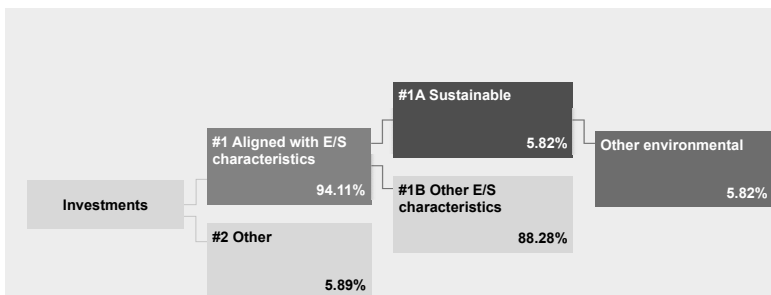 Investments
#1 Aligned with E/S
characteristics
94.11%
#2 Other
5.89%
#1A Sustainable
5.82%
#1B Other E/S
characteristics
88.28%
Other environmental
5.82%